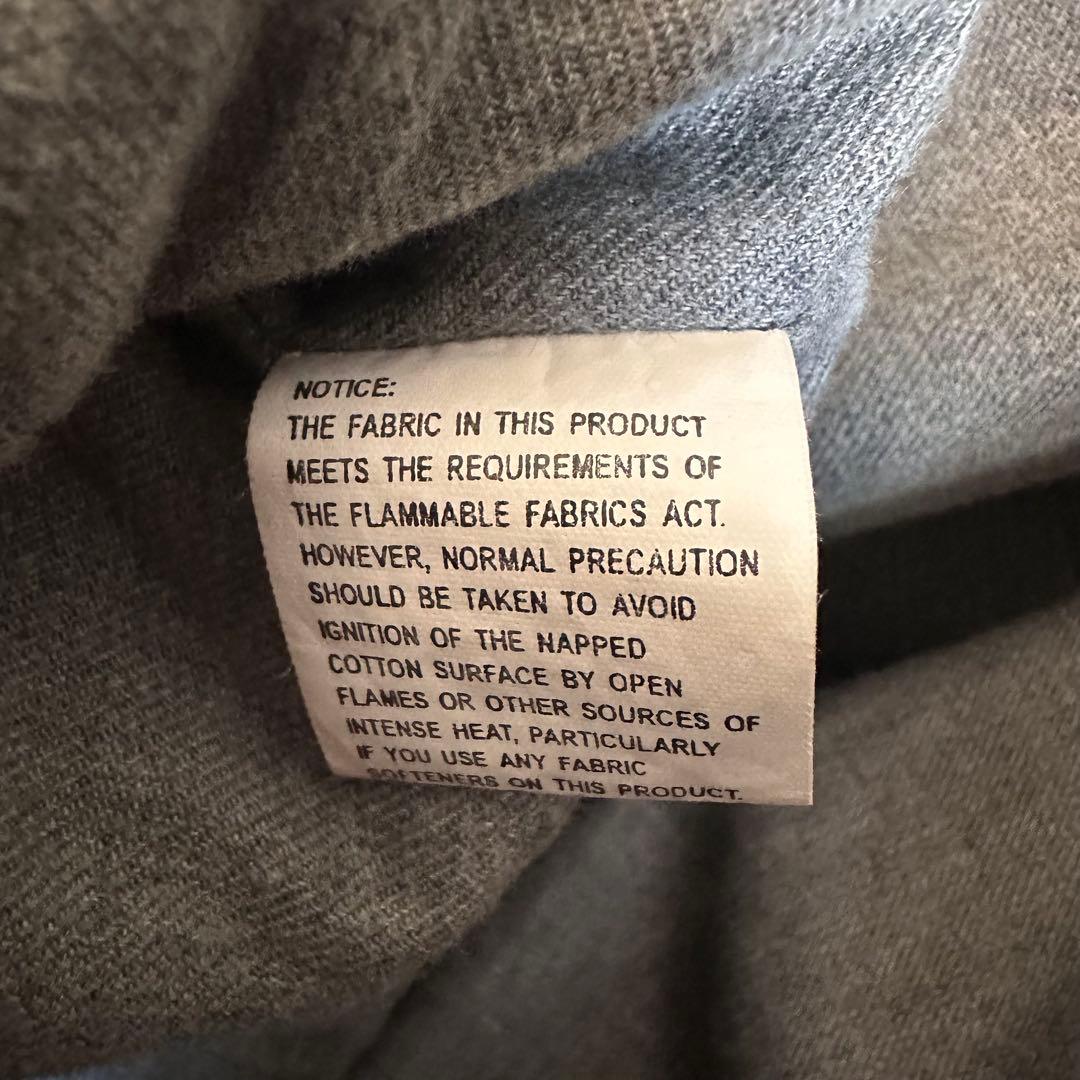 NOTICE:
THE FABRIC IN THIS PRODUCT
MEETS THE REQUIREMENTS OF
THE FLAMMABLE FABRICS ACT.
HOWEVER, NORMAL PRECAUTION
SHOULD BE TAKEN TO AVOID
IGNITION OF THE NAPPED
COTTON SURFACE BY OPEN
FLAMES OR OTHER SOURCES OF
INTENSE HEAT, PARTICULARLY
IF YOU USE ANY FABRIC
SOFTENERS ON THIS PRODUCT.